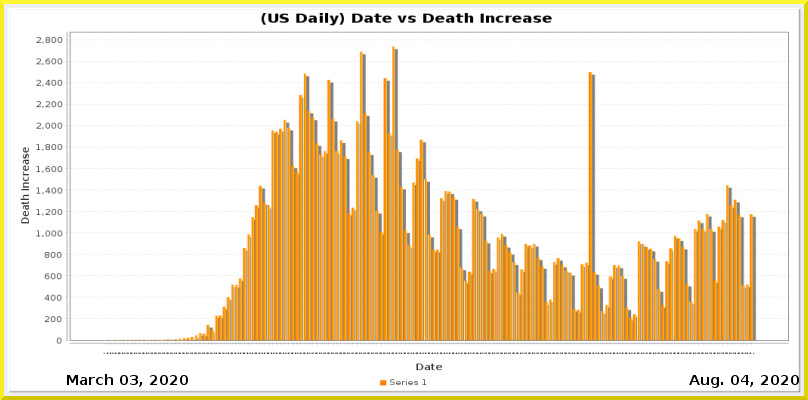 (US Daily) Date vs Death Increase
2,800
2,600
2,400
2,200
2,000
1,800
1,600
1,400
1,200
1,000
800
600
400
200
0
Death Increase
Date
March 03, 2020
Aug. 04, 2020
Series 1